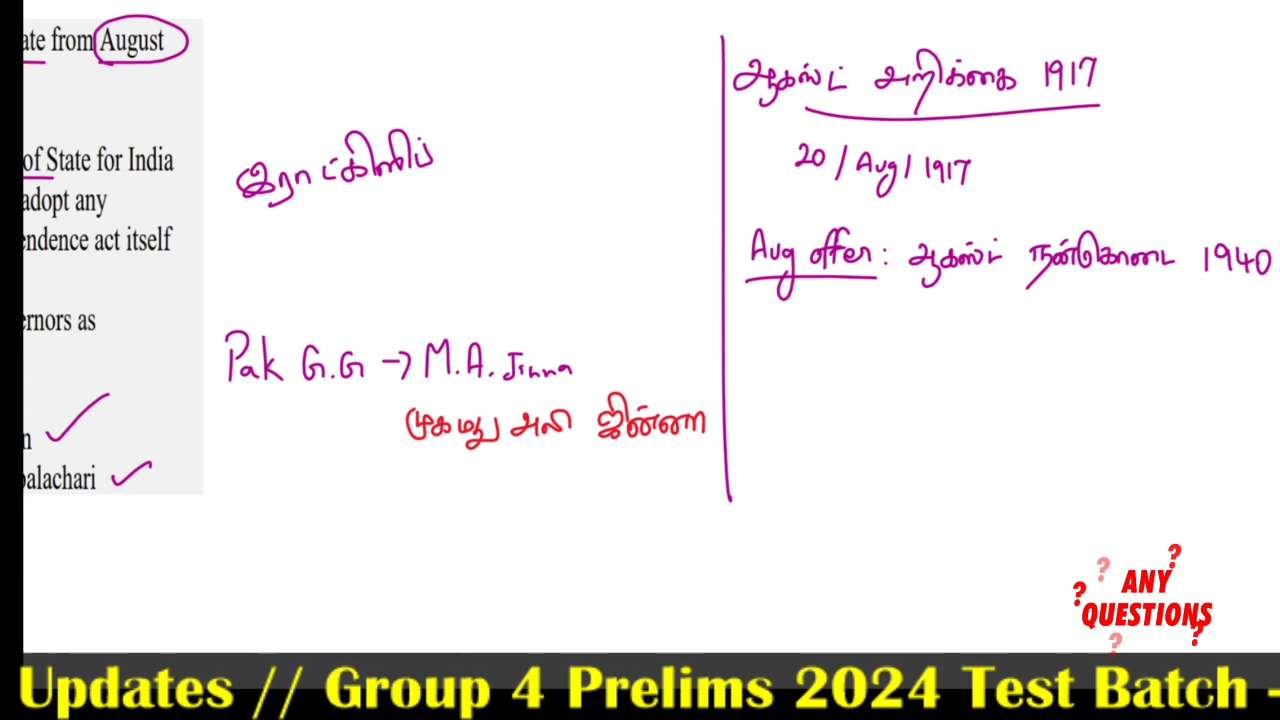 ate from August
of State for India
adopt any
endence act itself
ernors as
n
palachari
இராட்கிளிப்
Pak G.G → M.A. Jinna
முகமது அலி ஜின்னா
ஆகஸ்ட் அறிக்கை 1917
20 / Aug / 1917
Aug offer : ஆகஸ்ட் நன்கொடை 1940
? ANY QUESTIONS ?
Updates // Group 4 Prelims 2024 Test Batch -